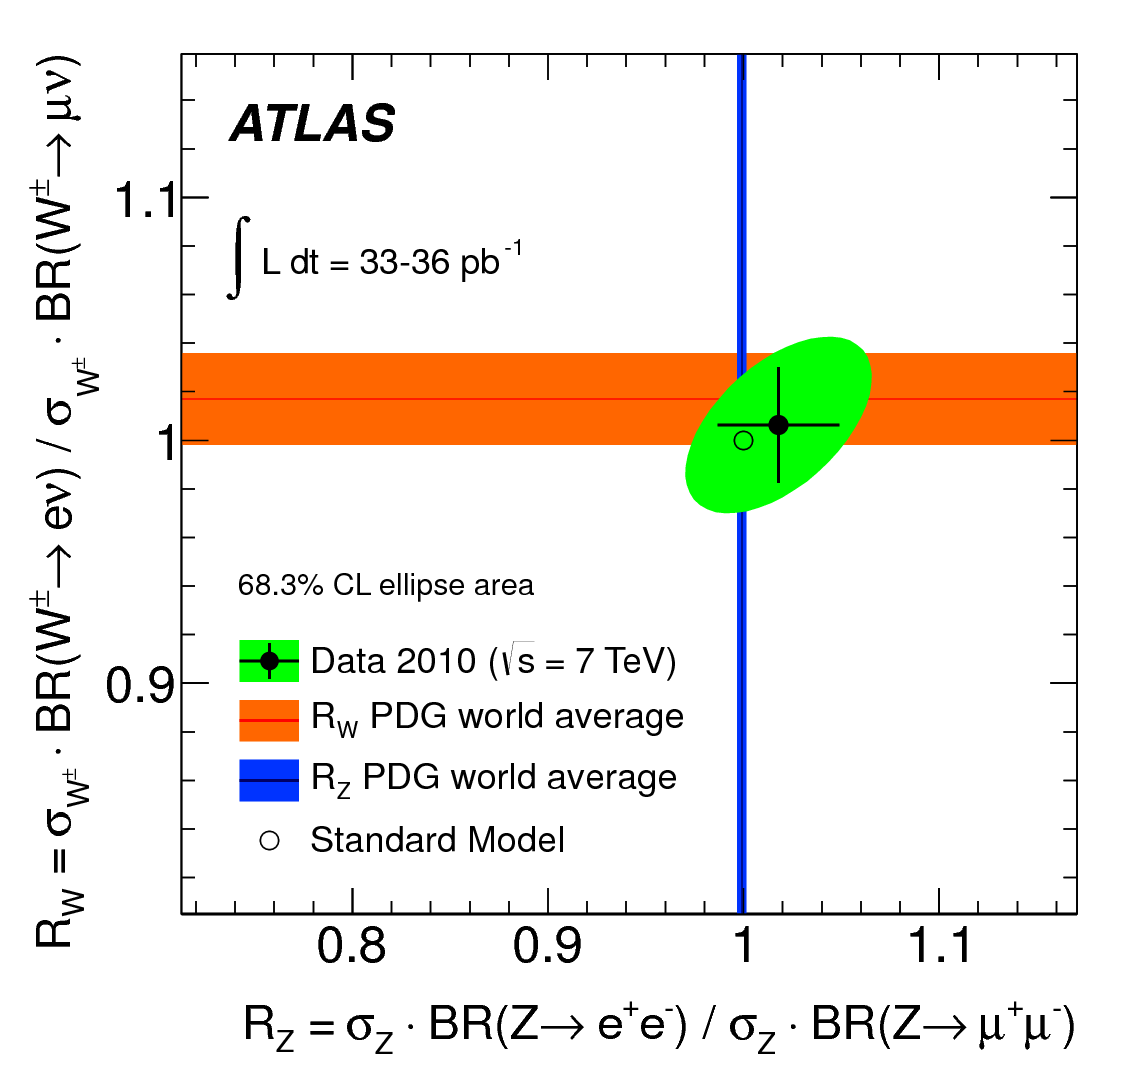 ATLAS
∫ L dt = 33-36 pb⁻¹
68.3% CL ellipse area
Data 2010 (√s = 7 TeV)
R_W PDG world average
R_Z PDG world average
Standard Model
1.1
1
0.9
0.8 0.9 1 1.1
R_W = σ_W± · BR(W± → eν) / σ_W± · BR(W± → μν)
R_Z = σ_Z · BR(Z → e⁺e⁻) / σ_Z · BR(Z → μ⁺μ⁻)